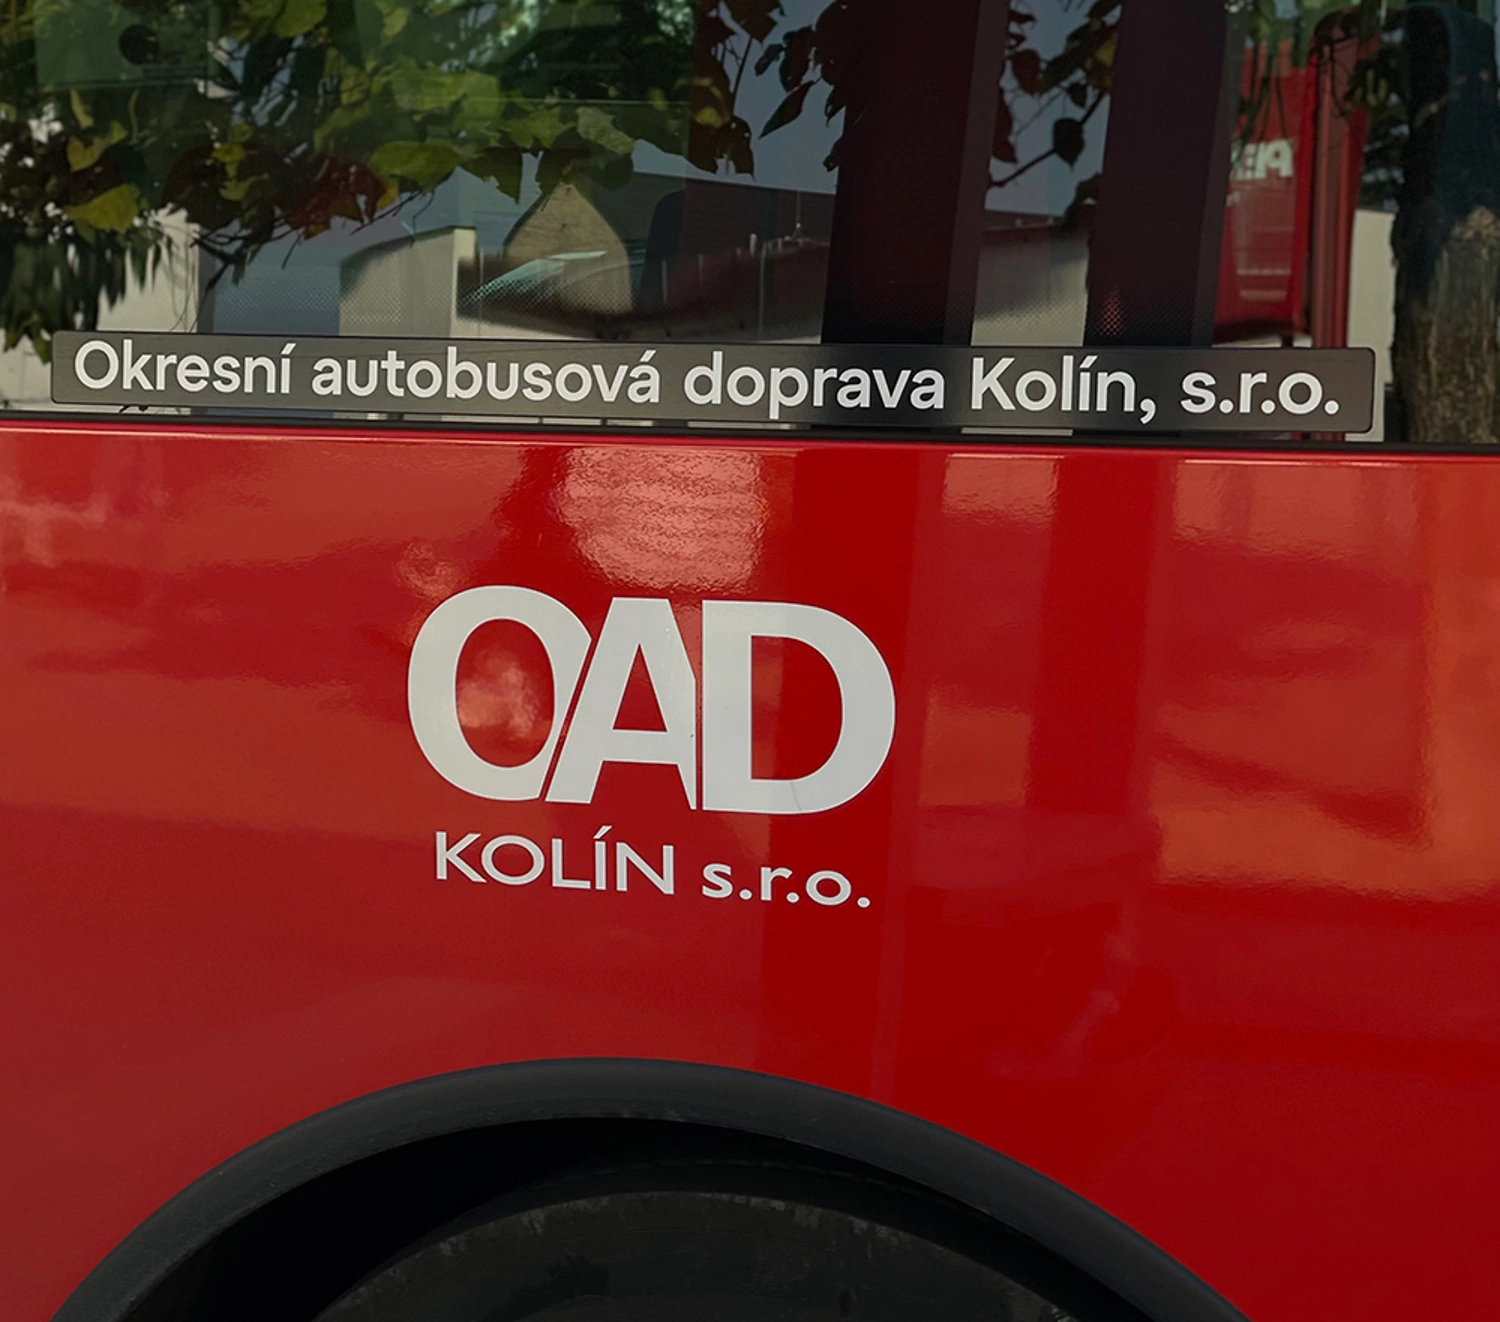 Okresní autobusová doprava Kolín, s.r.o.
OAD
KOLÍN s.r.o.